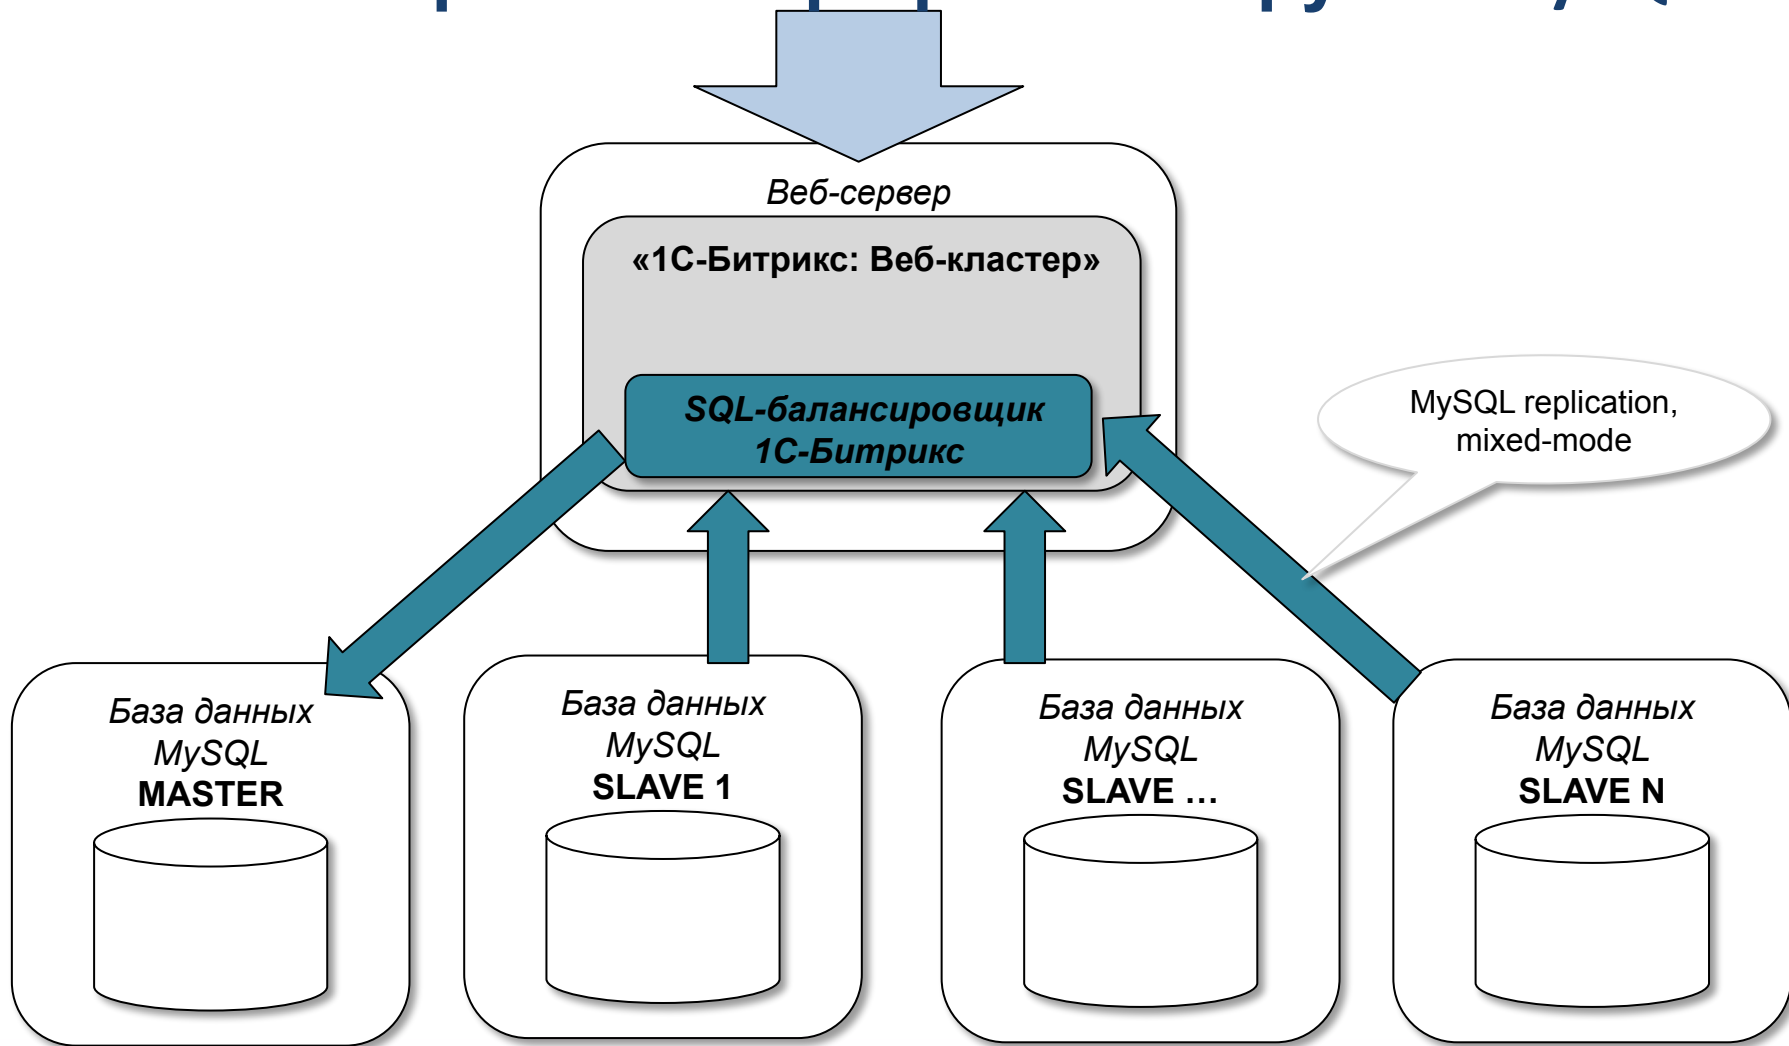 Веб-сервер
«1С-Битрикс: Веб-кластер»
SQL-балансировщик
1С-Битрикс
MySQL replication,
mixed-mode
База данных
MySQL
MASTER
База данных
MySQL
SLAVE 1
База данных
MySQL
SLAVE ...
База данных
MySQL
SLAVE N